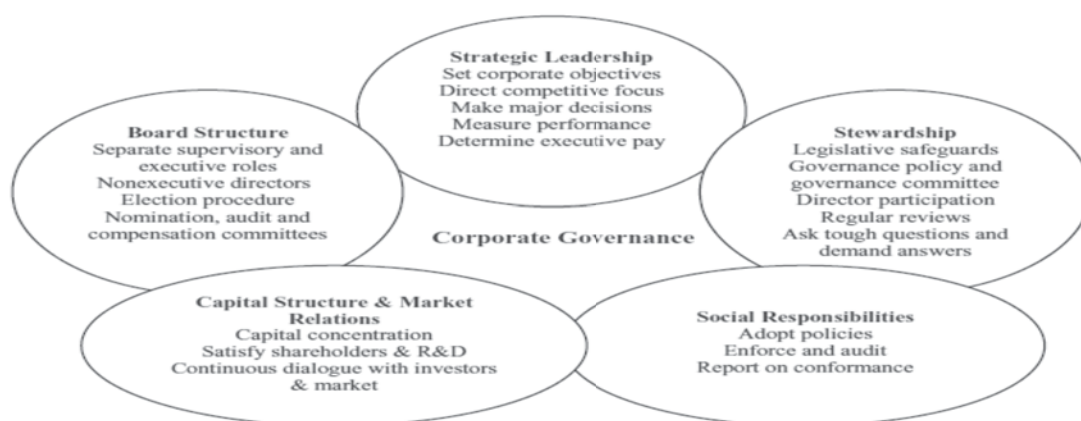 Strategic Leadership
Set corporate objectives
Direct competitive focus
Make major decisions
Measure performance
Determine executive pay
Board Structure
Separate supervisory and
executive roles
Nonexecutive directors
Election procedure
Nomination, audit and
compensation committees
Stewardship
Legislative safeguards
Governance policy and
governance committee
Director participation
Regular reviews
Ask tough questions and
demand answers
Corporate Governance
Capital Structure & Market
Relations
Capital concentration
Satisfy shareholders & R&D
Continuous dialogue with investors
& market
Social Responsibilities
Adopt policies
Enforce and audit
Report on conformance